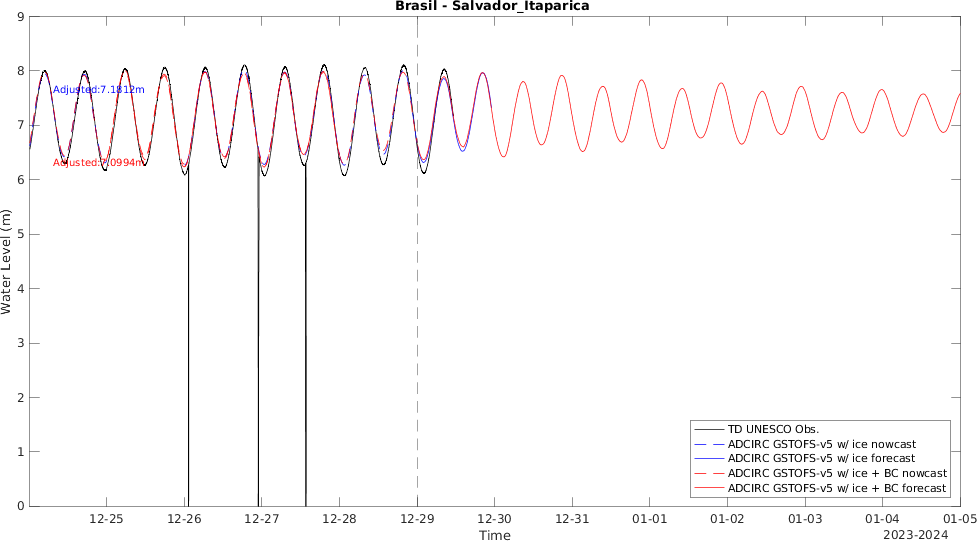 Brasil - Salvador_Itaparica
9
8
7
6
5
4
3
2
1
0
Water Level (m)
Adjusted:7.1812m
Adjusted:7.0994m
TD UNESCO Obs.
ADCIRC GSTOFS-v5 w/ ice nowcast
ADCIRC GSTOFS-v5 w/ ice forecast
ADCIRC GSTOFS-v5 w/ ice + BC nowcast
ADCIRC GSTOFS-v5 w/ ice + BC forecast
12-25 12-26 12-27 12-28 12-29 12-30 12-31 01-01 01-02 01-03 01-04 01-05
Time
2023-2024